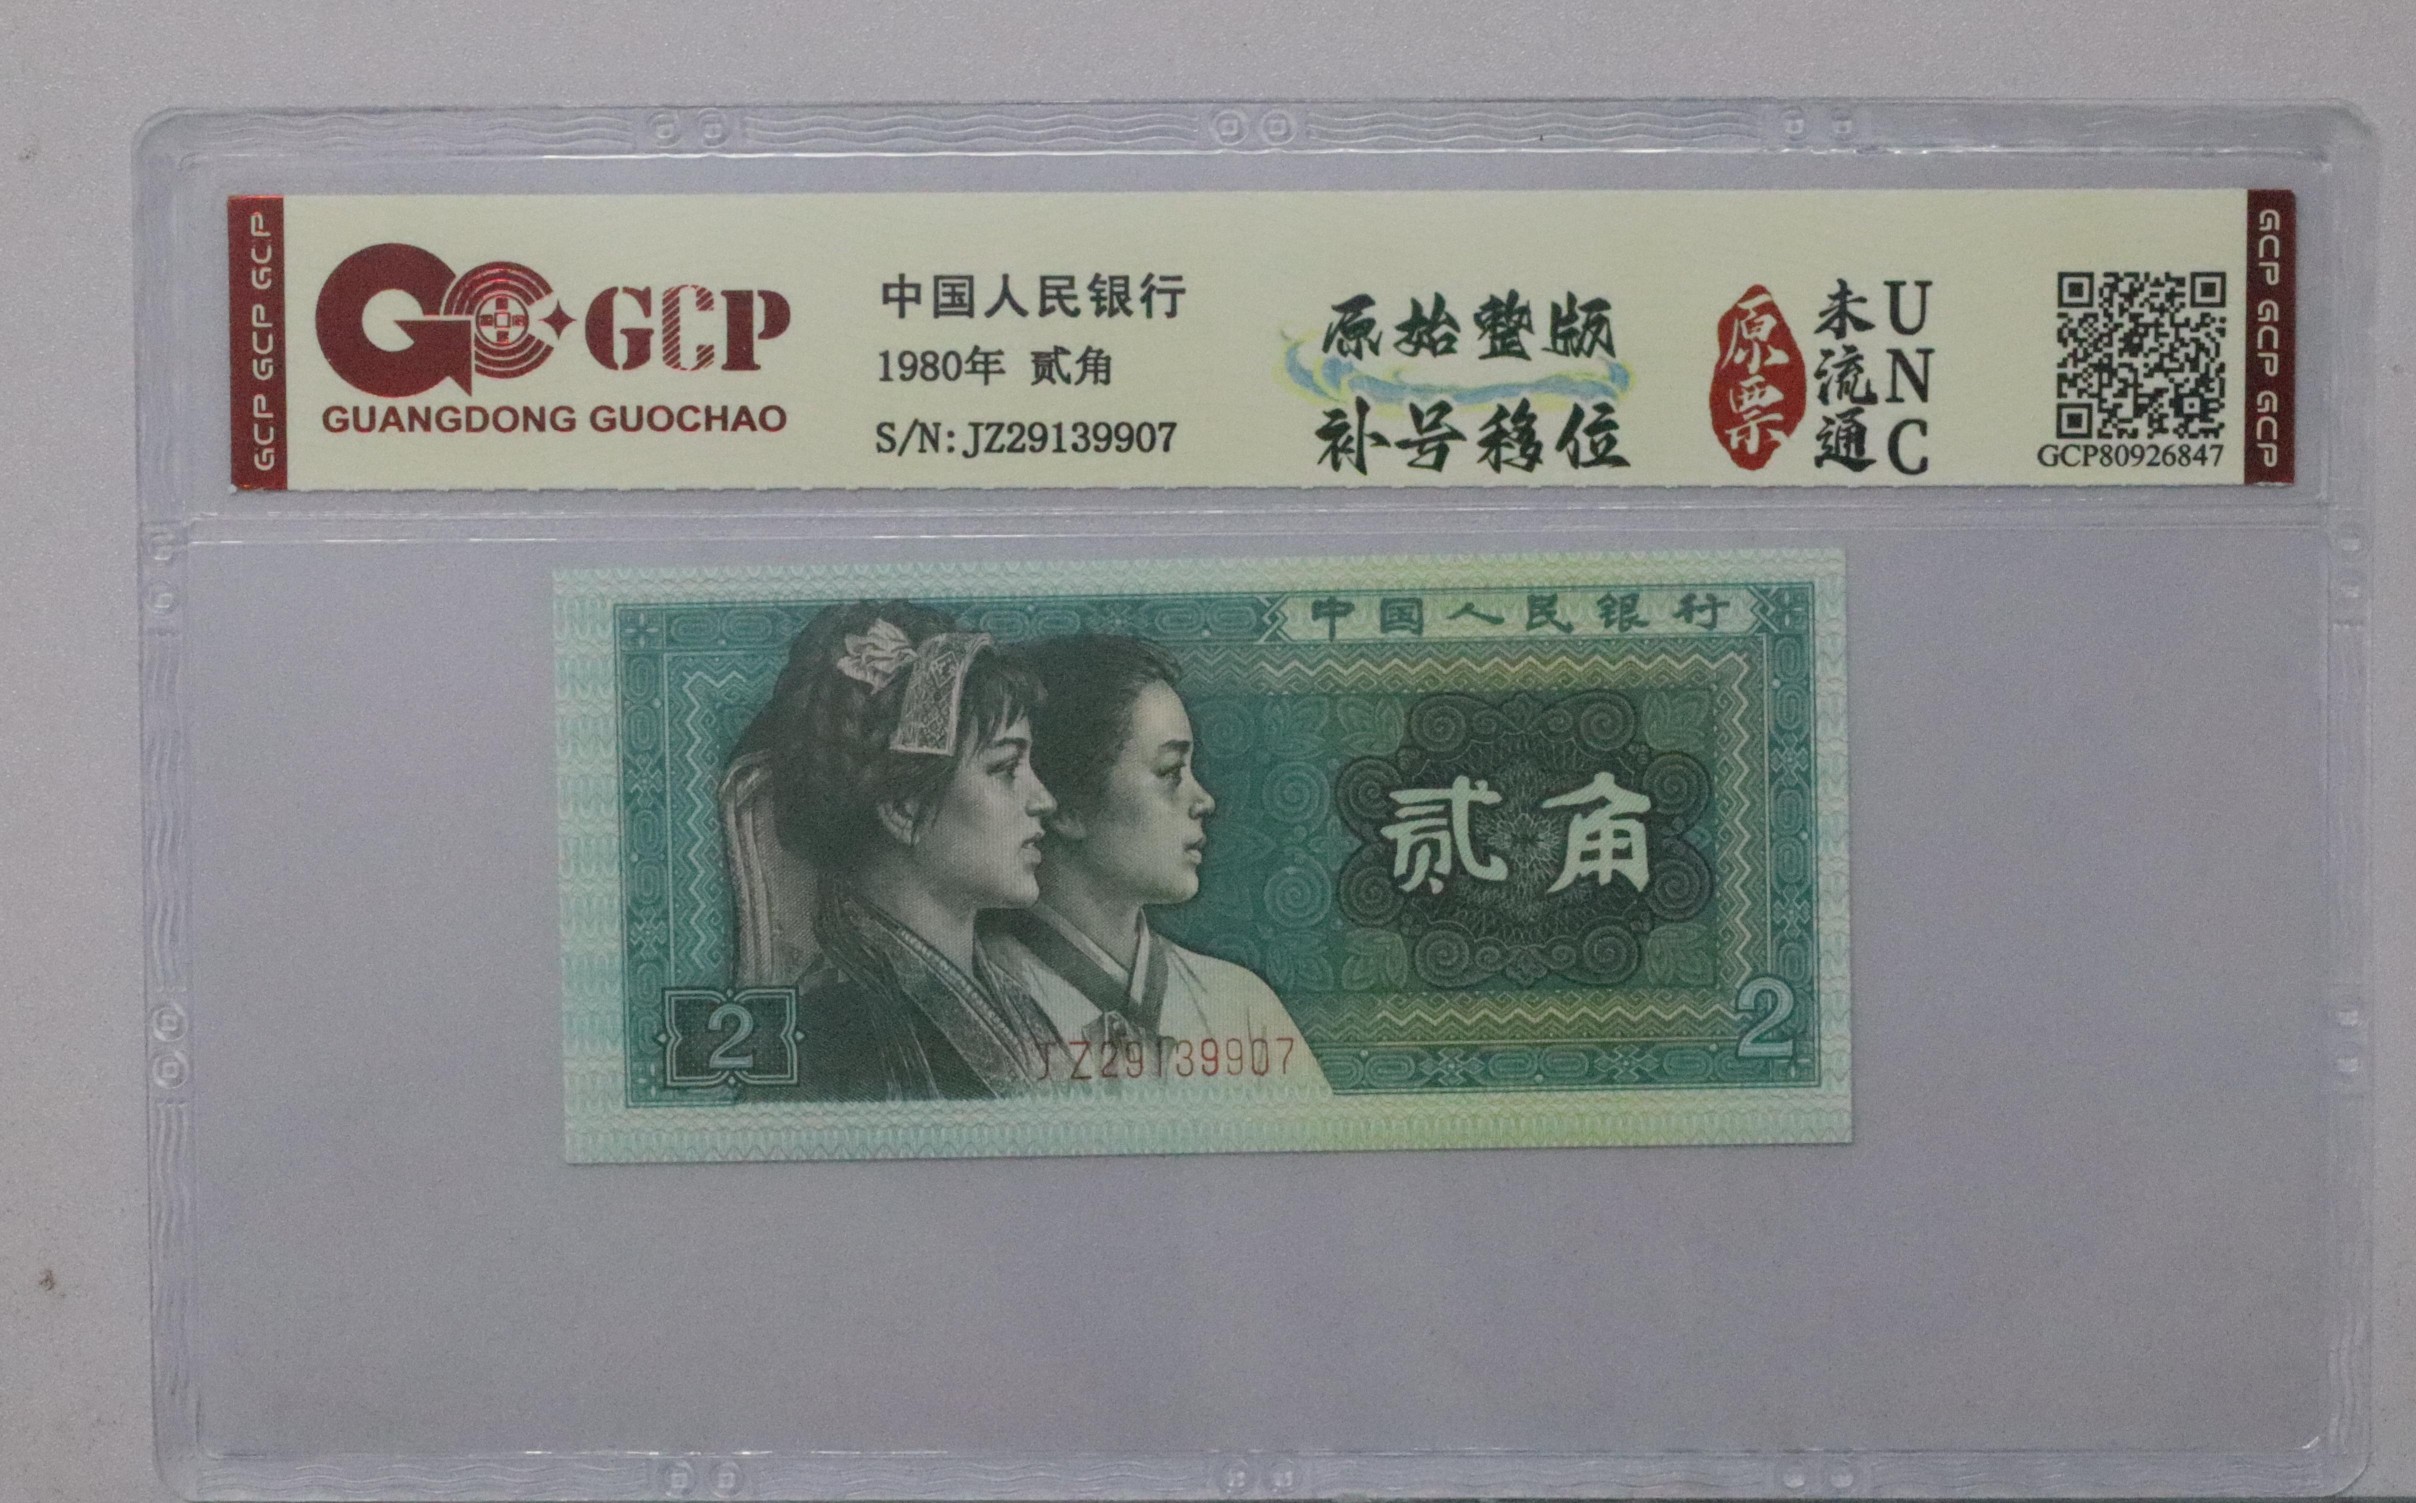 GCP GCP GCP
GCP
GUANGDONG GUOCHAO
中国人民银行
1980年 贰角
S/N:JZ29139907
原始整版
补号移位
原票
未流通
UNC
GCP80926847
GCP GCP GCP
中国人民银行
贰角
2
JZ29139907
2